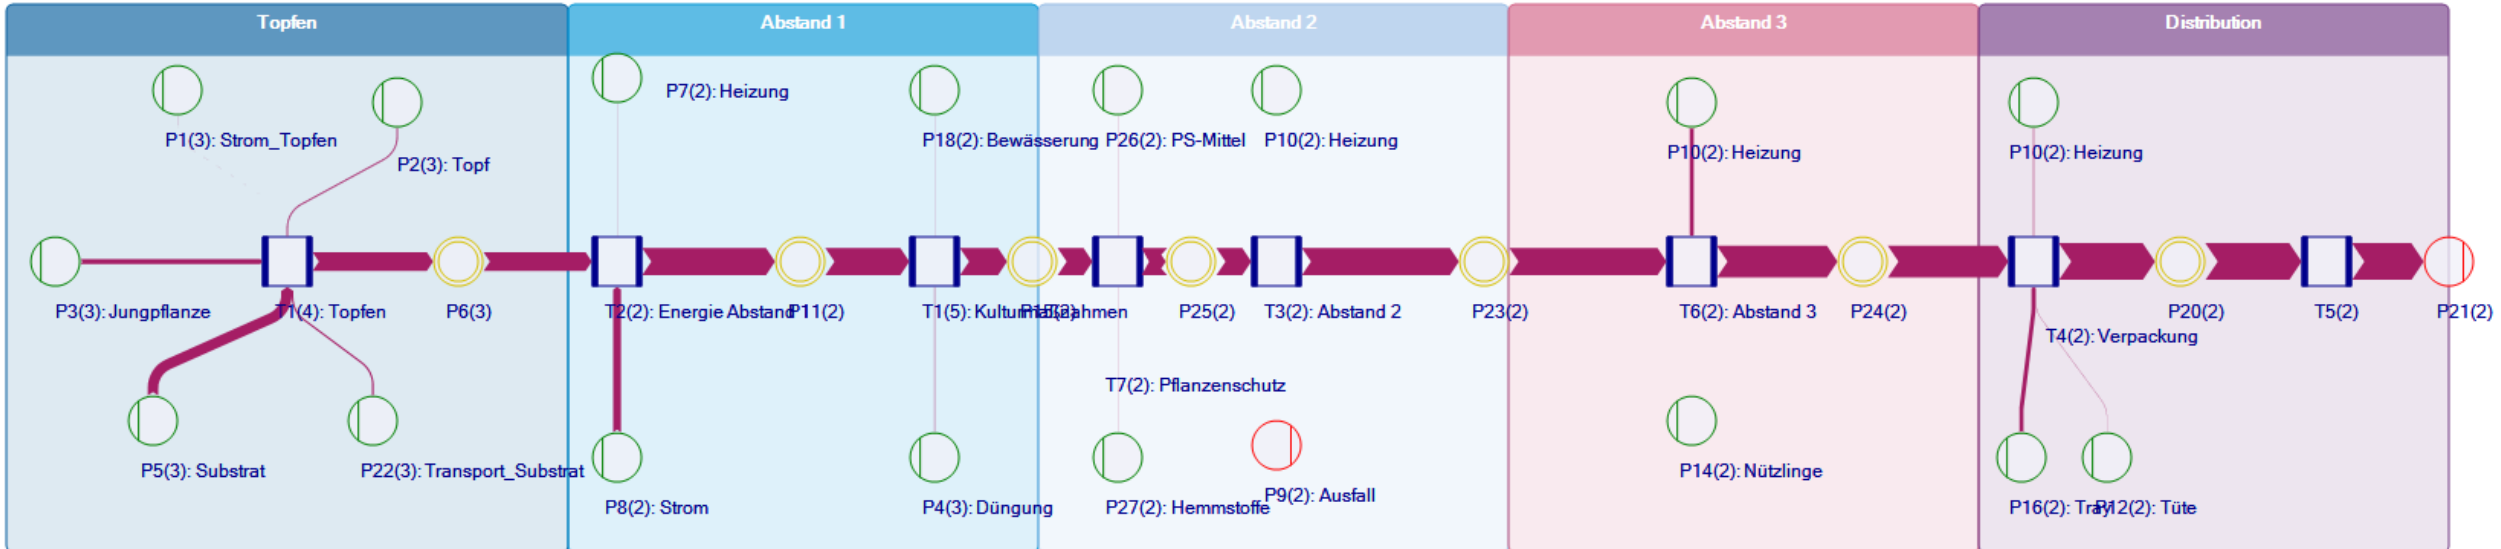 Topfen
Abstand 1
Abstand 2
Abstand 3
Distribution
P7(2): Heizung
P1(3): Strom_Topfen
P18(2): Bewässerung
P26(2): PS-Mittel
P10(2): Heizung
P10(2): Heizung
P10(2): Heizung
P2(3): Topf
P3(3): Jungpflanze
T1(4): Topfen
P6(3)
T2(2): Energie Abstand
P11(2)
T1(5): Kulturmaßnahmen
P25(2)
T3(2): Abstand 2
P23(2)
T6(2): Abstand 3
P24(2)
P20(2)
T5(2)
P21(2)
T4(2): Verpackung
T7(2): Pflanzenschutz
P5(3): Substrat
P22(3): Transport_Substrat
P14(2): Nützlinge
P9(2): Ausfall
P8(2): Strom
P4(3): Düngung
P27(2): Hemmstoffe
P16(2): Tray
P12(2): Tüte